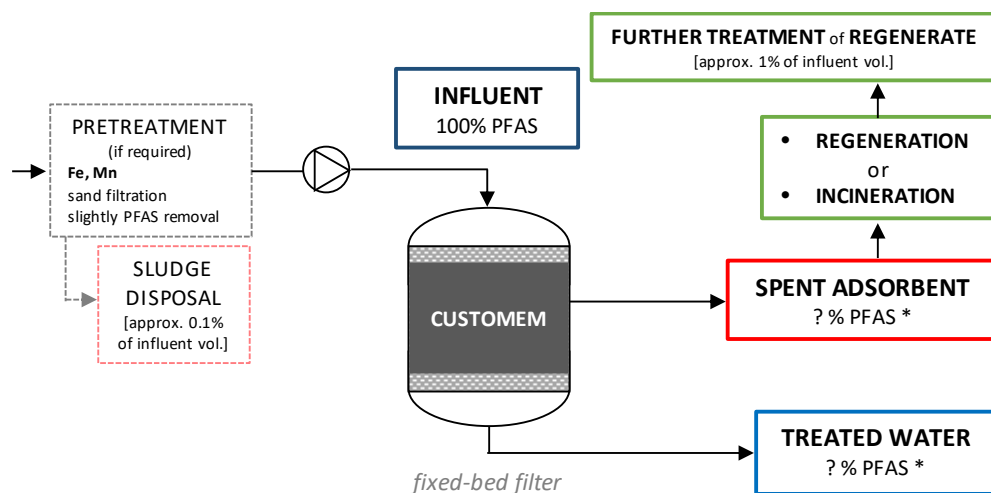 PRETREATMENT
(if required)
Fe, Mn
sand filtration
slightly PFAS removal
SLUDGE
DISPOSAL
[approx. 0.1%
of influent vol.]
INFLUENT
100% PFAS
CUSTOMEM
fixed-bed filter
FURTHER TREATMENT of REGENERATE
[approx. 1% of influent vol.]
• REGENERATION
or
• INCINERATION
SPENT ADSORBENT
? % PFAS *
TREATED WATER
? % PFAS *